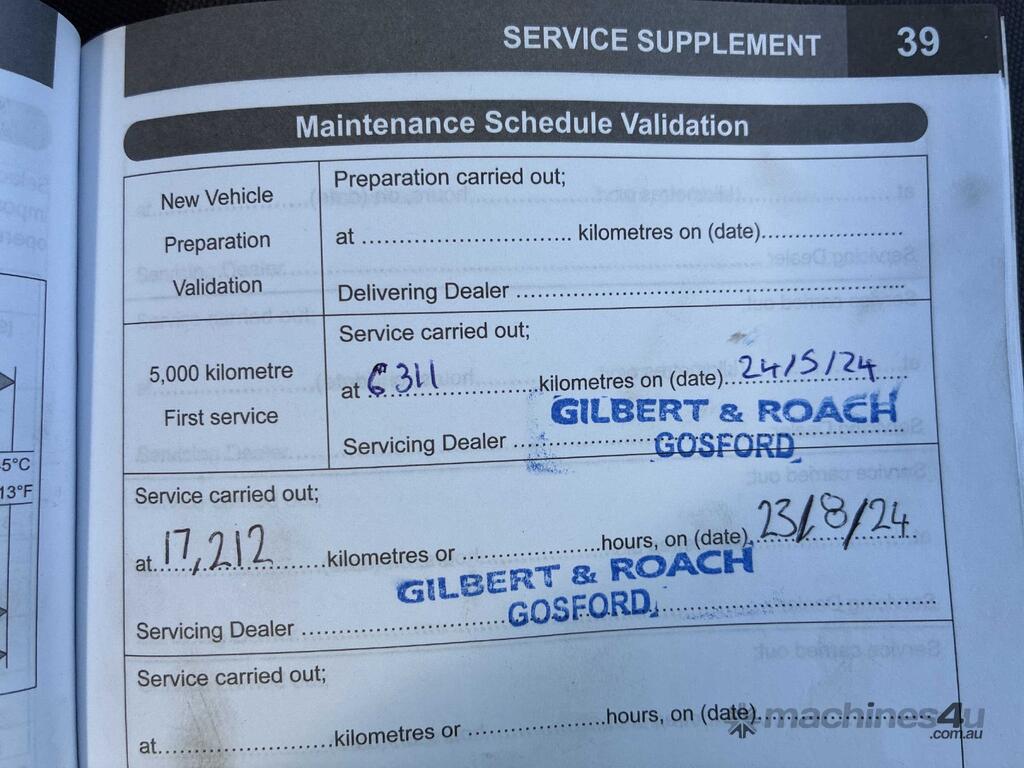 SERVICE SUPPLEMENT 39
Maintenance Schedule Validation
New Vehicle
Preparation
Validation
Preparation carried out;
at .............................. kilometres on (date)....................
Delivering Dealer ............................................................
5,000 kilometre
First service
Service carried out;
at 6311 kilometres on (date) 24/5/24
GILBERT & ROACH
Servicing Dealer GOSFORD
5°C
13°F
Service carried out;
at 17,212 kilometres or .................... hours, on (date) 23/8/24
GILBERT & ROACH
GOSFORD
Servicing Dealer ............................................................
Service carried out;
at.........................kilometres or ....................hours, on (date).........................
machines4u
.com.au